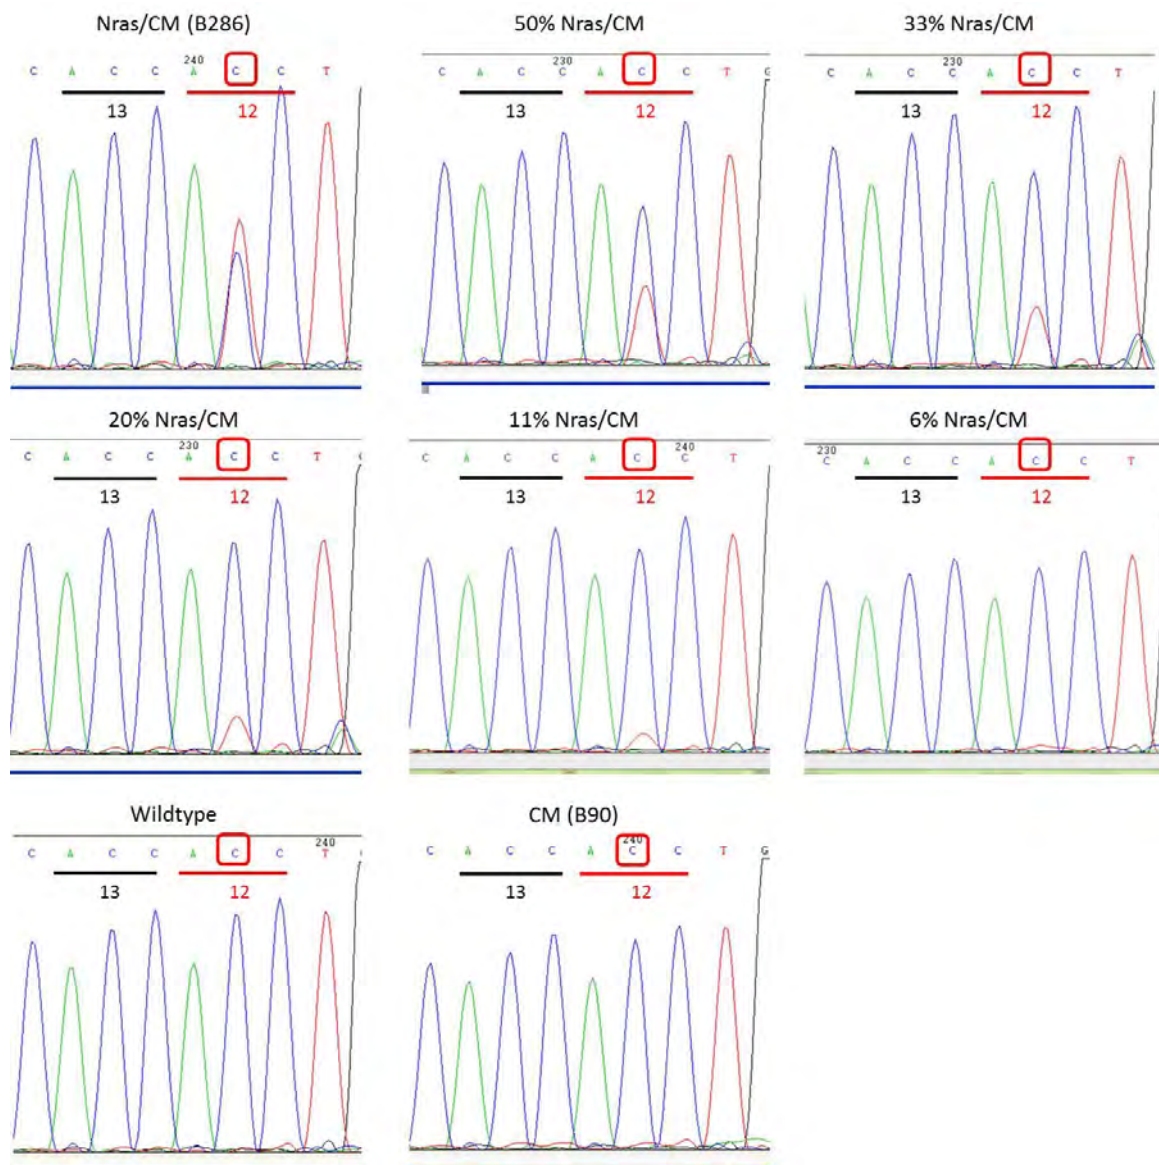 Nras/CM (B286)
240
C A C C A C C T
13 12
50% Nras/CM
230
C A C C A C C T G
13 12
33% Nras/CM
230
C A C C A C C T
13 12
20% Nras/CM
230
C A C C A C C T
13 12
11% Nras/CM
240
C A C C A C C T
13 12
6% Nras/CM
230
C A C C A C C T
13 12
Wildtype
240
C A C C A C C T
13 12
CM (B90)
240
C A C C A C C T G
13 12